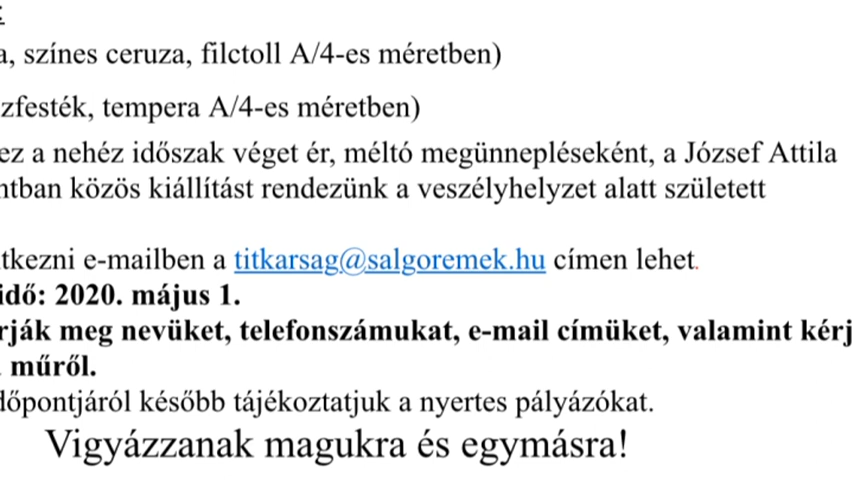 :
a, színes ceruza, filctoll A/4-es méretben)
zfesték, tempera A/4-es méretben)
ez a nehéz időszak véget ér, méltó megünnepléseként, a József Attila
ntban közös kiállítást rendezünk a veszélyhelyzet alatt született
tkezni e-mailben a titkarsag@salgoremek.hu címen lehet.
idő: 2020. május 1.
rják meg nevüket, telefonszámukat, e-mail címüket, valamint kérj
műről.
időpontjáról később tájékoztatjuk a nyertes pályázókat.
Vigyázzanak magukra és egymásra!